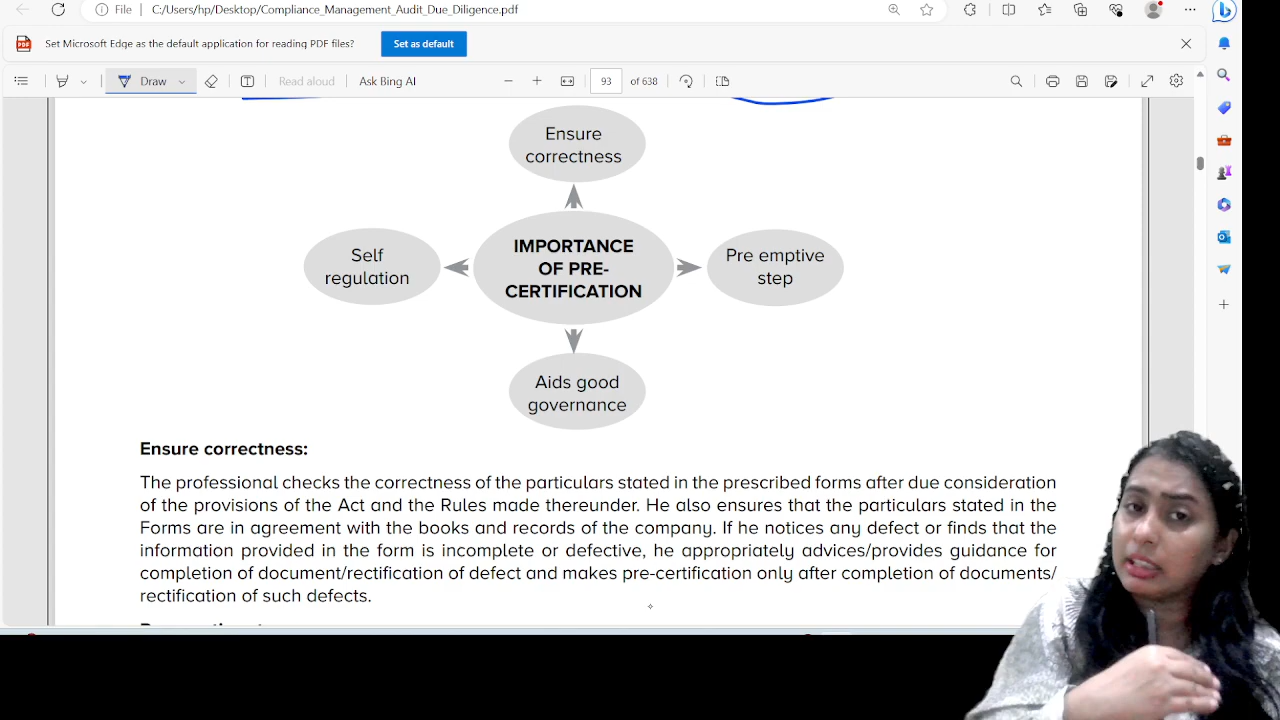 File
C:/Users/hp/Desktop/Compliance_Management_Audit_Due_Diligence.pdf
Set Microsoft Edge as the default application for reading PDF files?
Set as default
Draw
Read aloud
Ask Bing AI
93
of 638
Ensure
correctness
Self
regulation
IMPORTANCE
OF PRE-
CERTIFICATION
Pre emptive
step
Aids good
governance
Ensure correctness:
The professional checks the correctness of the particulars stated in the prescribed forms after due consideration
of the provisions of the Act and the Rules made thereunder. He also ensures that the particulars stated in the
Forms are in agreement with the books and records of the company. If he notices any defect or finds that the
information provided in the form is incomplete or defective, he appropriately advices/provides guidance for
completion of document/rectification of defect and makes pre-certification only after completion of documents/
rectification of such defects.